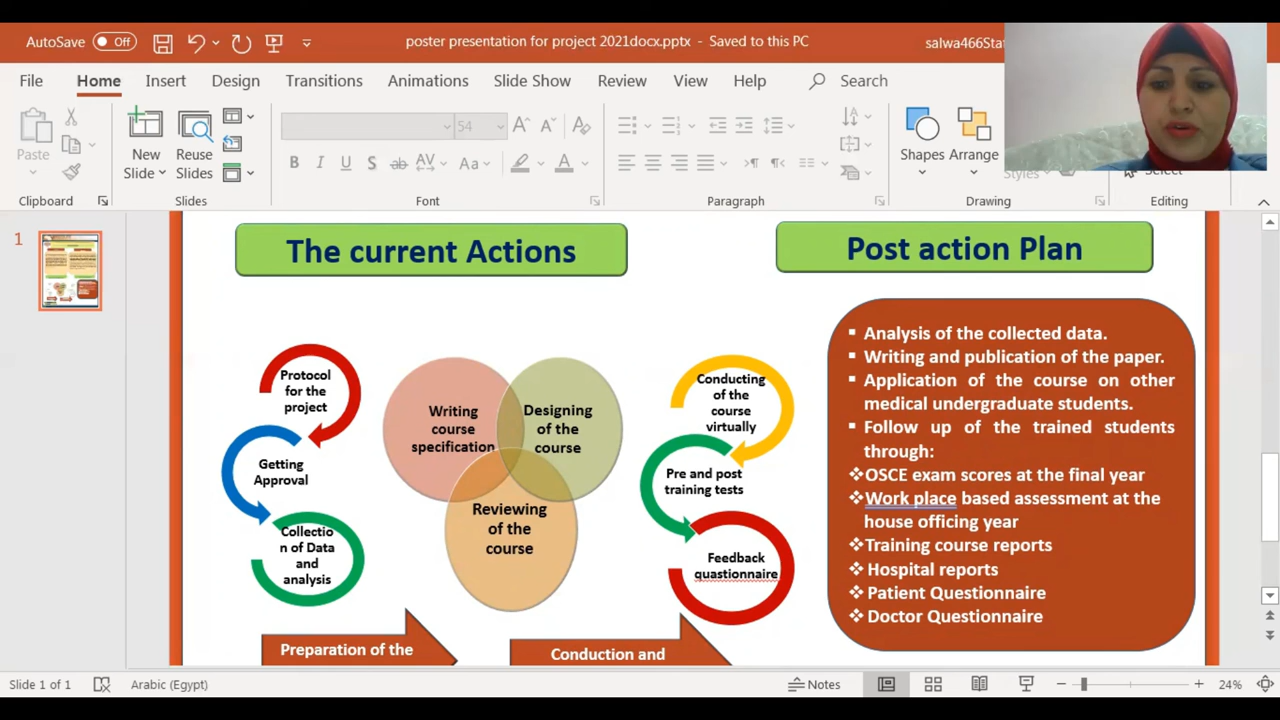 AutoSave Off
poster presentation for project 2021docx.pptx - Saved to this PC
salwa466Stat
File Home Insert Design Transitions Animations Slide Show Review View Help Search
Paste
New
Slide
Reuse
Slides
54
Aa
Shapes Arrange
Styles
Select
Clipboard Slides Font Paragraph Drawing Editing
1
The current Actions
Protocol
for the
project
Getting
Approval
Collectio
n of Data
and
analysis
Writing
course
specification
Designing
of the
course
Reviewing
of the
course
Conducting
of the
course
virtually
Pre and post
training tests
Feedback
quastionnaire
Preparation of the
Conduction and
Post action Plan
▪ Analysis of the collected data.
▪ Writing and publication of the paper.
▪ Application of the course on other
medical undergraduate students.
▪ Follow up of the trained students
through:
❖OSCE exam scores at the final year
❖Work place based assessment at the
house officing year
❖Training course reports
❖Hospital reports
❖Patient Questionnaire
❖Doctor Questionnaire
Slide 1 of 1 Arabic (Egypt) Notes 24%